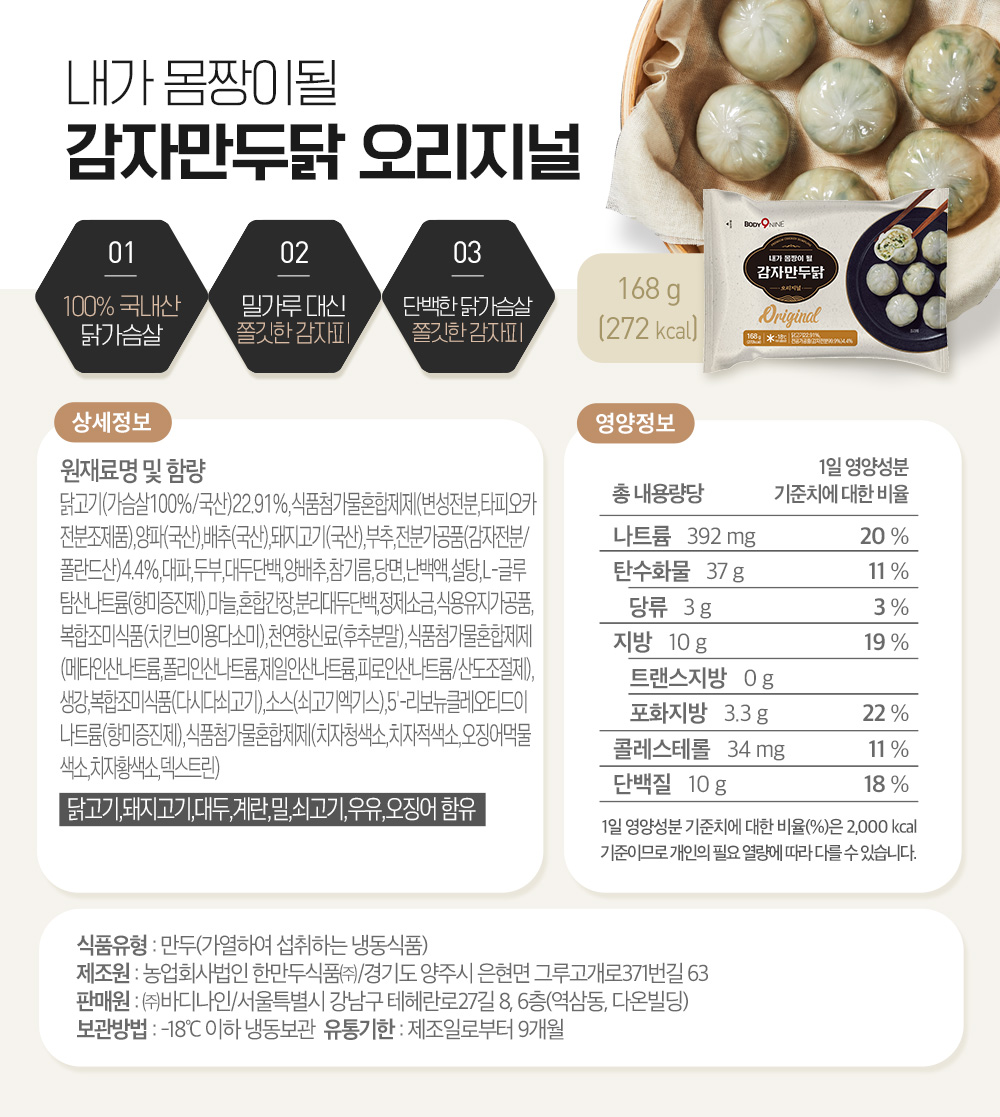 내가 몸짱이될
감자만두닭 오리지널
01
100% 국내산
닭가슴살
02
밀가루 대신
쫄깃한 감자피
03
단백한 닭가슴살
쫄깃한 감자피
168 g
(272 kcal)
BODY9NINE
내가 몸짱이 될
감자만두닭
오리지널
Original
168 g
닭고기22.91%,
전분가공품(감자전분99.9%)4.4%
상세정보
원재료명 및 함량
닭고기(가슴살100%/국산)22.91%,식품첨가물혼합제제(변성전분,타피오카
전분조제품),양파(국산),배추(국산),돼지고기(국산),부추,전분가공품(감자전분/
폴란드산)4.4%,대파,두부,대두단백,양배추,참기름,당면,난백액,설탕,L-글루
탐산나트륨(향미증진제),마늘,혼합간장,분리대두단백,정제소금,식용유지가공품,
복합조미식품(치킨브이용다소미),천연향신료(후추분말),식품첨가물혼합제제
(메타인산나트륨,폴리인산나트륨,제일인산나트륨,피로인산나트륨/산도조절제),
생강,복합조미식품(다시다쇠고기),소스(쇠고기엑기스),5'-리보뉴클레오티드이
나트륨(향미증진제),식품첨가물혼합제제(치자청색소,치자적색소,오징어먹물
색소,치자황색소,덱스트린)
닭고기,돼지고기,대두,계란,밀,쇠고기,우유,오징어 함유
영양정보
총 내용량당 1일 영양성분
기준치에 대한 비율
나트륨 392 mg 20 %
탄수화물 37 g 11 %
당류 3 g 3 %
지방 10 g 19 %
트랜스지방 0 g
포화지방 3.3 g 22 %
콜레스테롤 34 mg 11 %
단백질 10 g 18 %
1일 영양성분 기준치에 대한 비율(%)은 2,000 kcal
기준이므로 개인의 필요 열량에 따라 다를 수 있습니다.
식품유형 : 만두(가열하여 섭취하는 냉동식품)
제조원 : 농업회사법인 한만두식품㈜/경기도 양주시 은현면 그루고개로371번길 63
판매원 : ㈜바디나인/서울특별시 강남구 테헤란로27길 8, 6층(역삼동, 다온빌딩)
보관방법 : -18℃ 이하 냉동보관 유통기한 : 제조일로부터 9개월